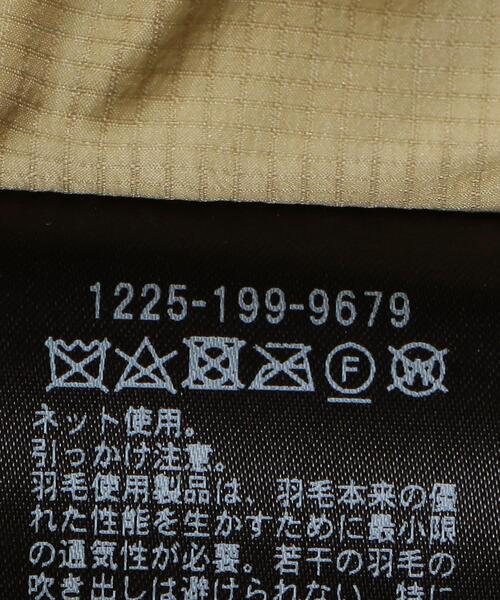 1225-199-9679
F W
ネット使用。
引っかけ注意。
羽毛使用製品は、羽毛本来の優
れた性能を生かすために最小限
の通気性が必要。若干の羽毛の
吹き出しは避けられない。特に